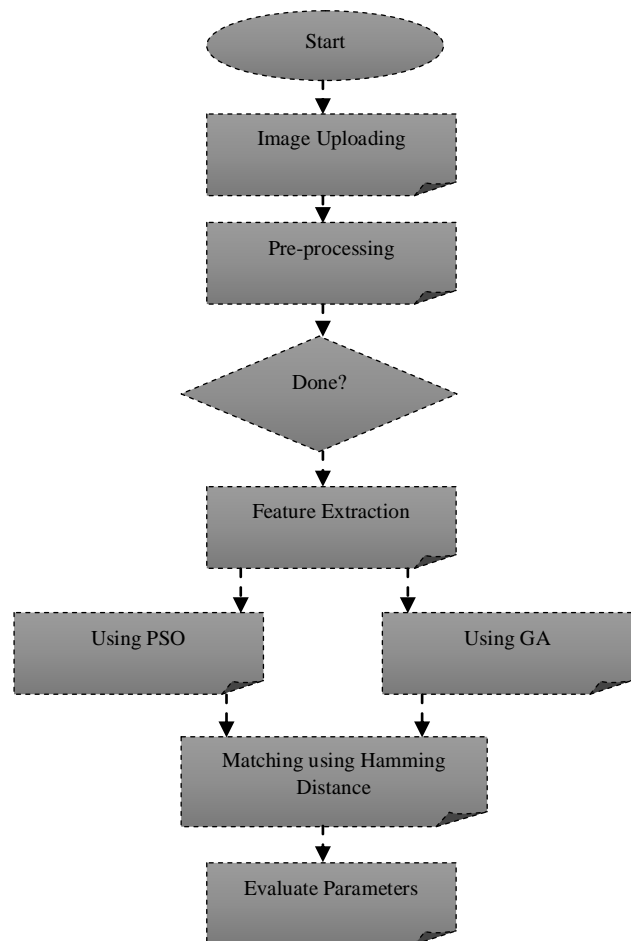 Start
Image Uploading
Pre-processing
Done?
Feature Extraction
Using PSO
Using GA
Matching using Hamming
Distance
Evaluate Parameters